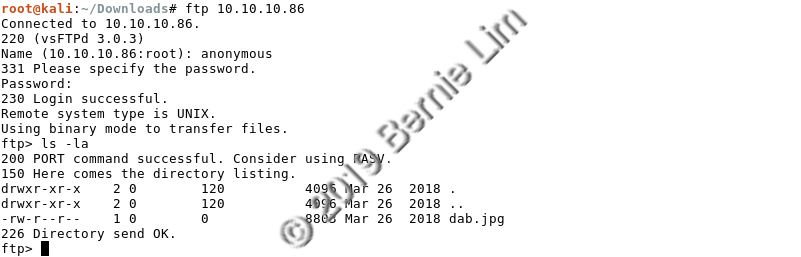 root@kali:~/Downloads# ftp 10.10.10.86
Connected to 10.10.10.86.
220 (vsFTPd 3.0.3)
Name (10.10.10.86:root): anonymous
331 Please specify the password.
Password:
230 Login successful.
Remote system type is UNIX.
Using binary mode to transfer files.
ftp> ls -la
200 PORT command successful. Consider using PASV.
150 Here comes the directory listing.
drwxr-xr-x    2 0        120          4096 Mar 26  2018 .
drwxr-xr-x    2 0        120          4096 Mar 26  2018 ..
-rw-r--r--    1 0        0            8803 Mar 26  2018 dab.jpg
226 Directory send OK.
ftp>
© 2019 Bernie Lim